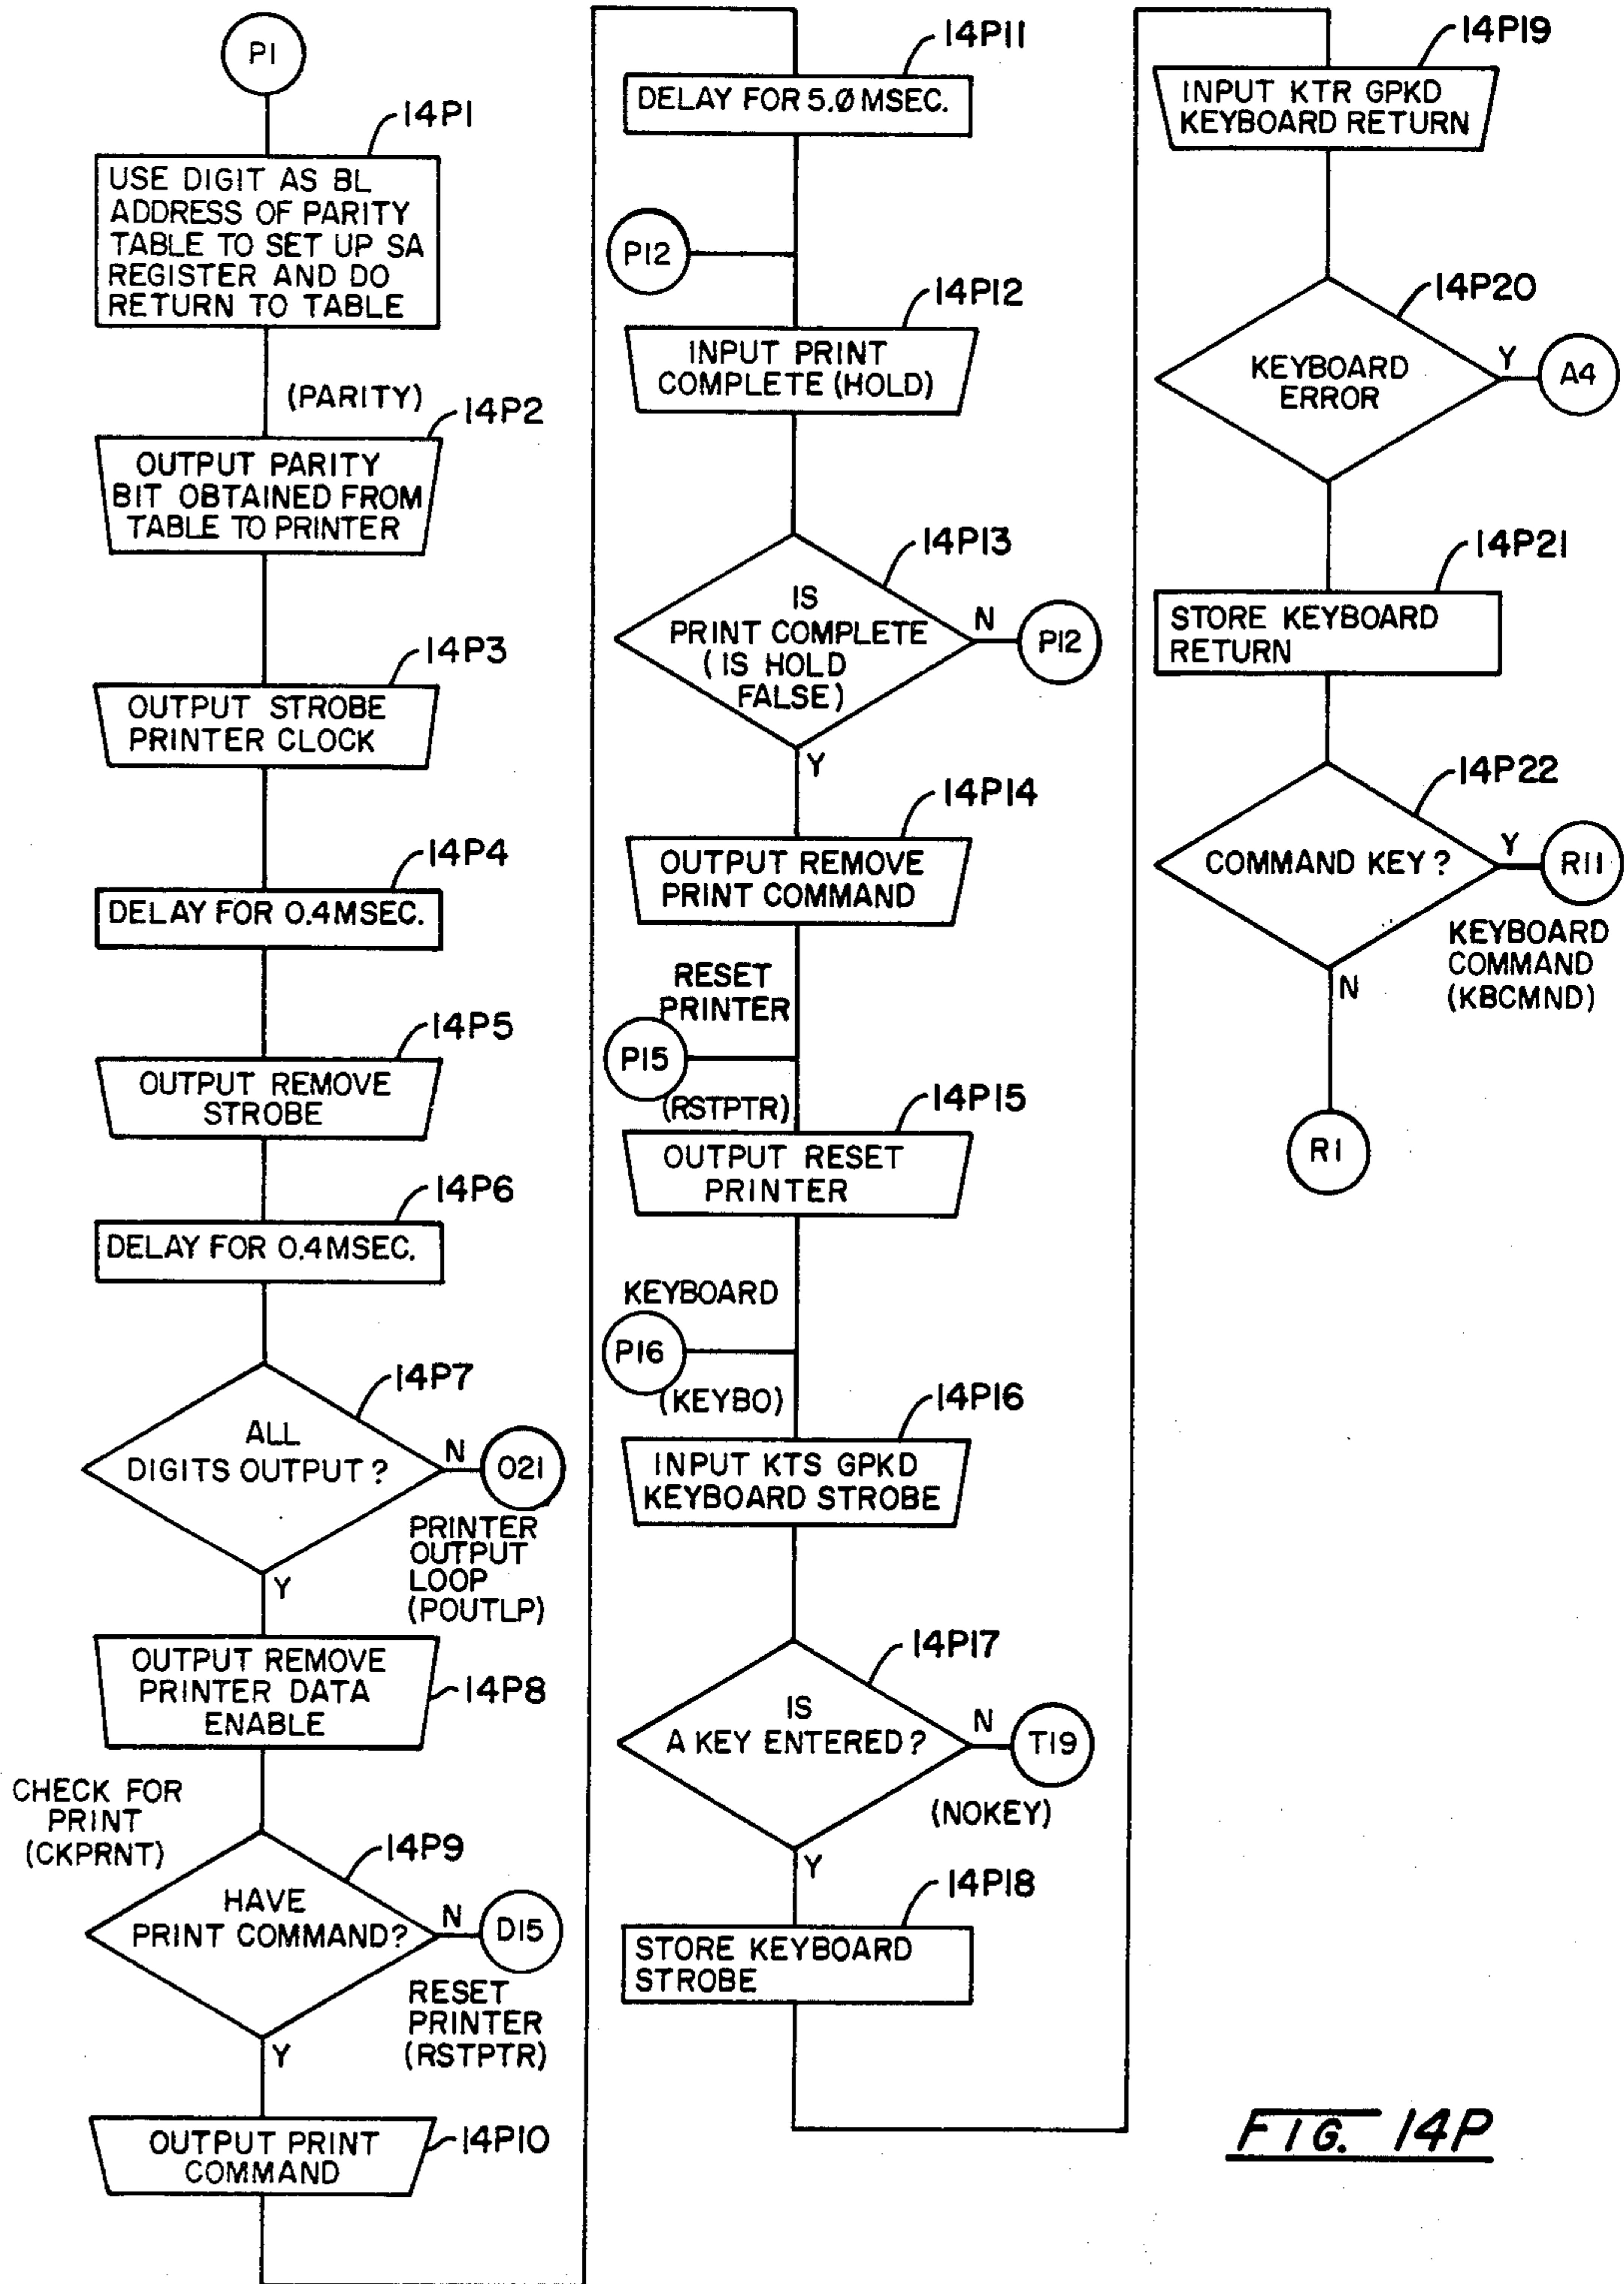 P1
14P1
USE DIGIT AS BL
ADDRESS OF PARITY
TABLE TO SET UP SA
REGISTER AND DO
RETURN TO TABLE
(PARITY)
14P2
OUTPUT PARITY
BIT OBTAINED FROM
TABLE TO PRINTER
14P3
OUTPUT STROBE
PRINTER CLOCK
14P4
DELAY FOR 0.4 MSEC.
14P5
OUTPUT REMOVE
STROBE
14P6
DELAY FOR 0.4 MSEC.
14P7
ALL
DIGITS OUTPUT ?
N
O21
PRINTER
OUTPUT
LOOP
(POUTLP)
Y
OUTPUT REMOVE
PRINTER DATA
ENABLE
14P8
CHECK FOR
PRINT
(CKPRNT)
14P9
HAVE
PRINT COMMAND?
N
D15
RESET
PRINTER
(RSTPTR)
Y
OUTPUT PRINT
COMMAND
14P10
14P11
DELAY FOR 5.Ø MSEC.
P12
14P12
INPUT PRINT
COMPLETE (HOLD)
14P13
IS
PRINT COMPLETE
( IS HOLD
FALSE)
N
P12
Y
14P14
OUTPUT REMOVE
PRINT COMMAND
RESET
PRINTER
P15
(RSTPTR)
14P15
OUTPUT RESET
PRINTER
KEYBOARD
P16
(KEYBO)
14P16
INPUT KTS GPKD
KEYBOARD STROBE
14P17
IS
A KEY ENTERED ?
N
T19
(NOKEY)
Y
14P18
STORE KEYBOARD
STROBE
14P19
INPUT KTR GPKD
KEYBOARD RETURN
14P20
KEYBOARD
ERROR
Y
A4
14P21
STORE KEYBOARD
RETURN
14P22
COMMAND KEY ?
Y
R11
KEYBOARD
COMMAND
(KBCMND)
N
R1
FIG. 14P